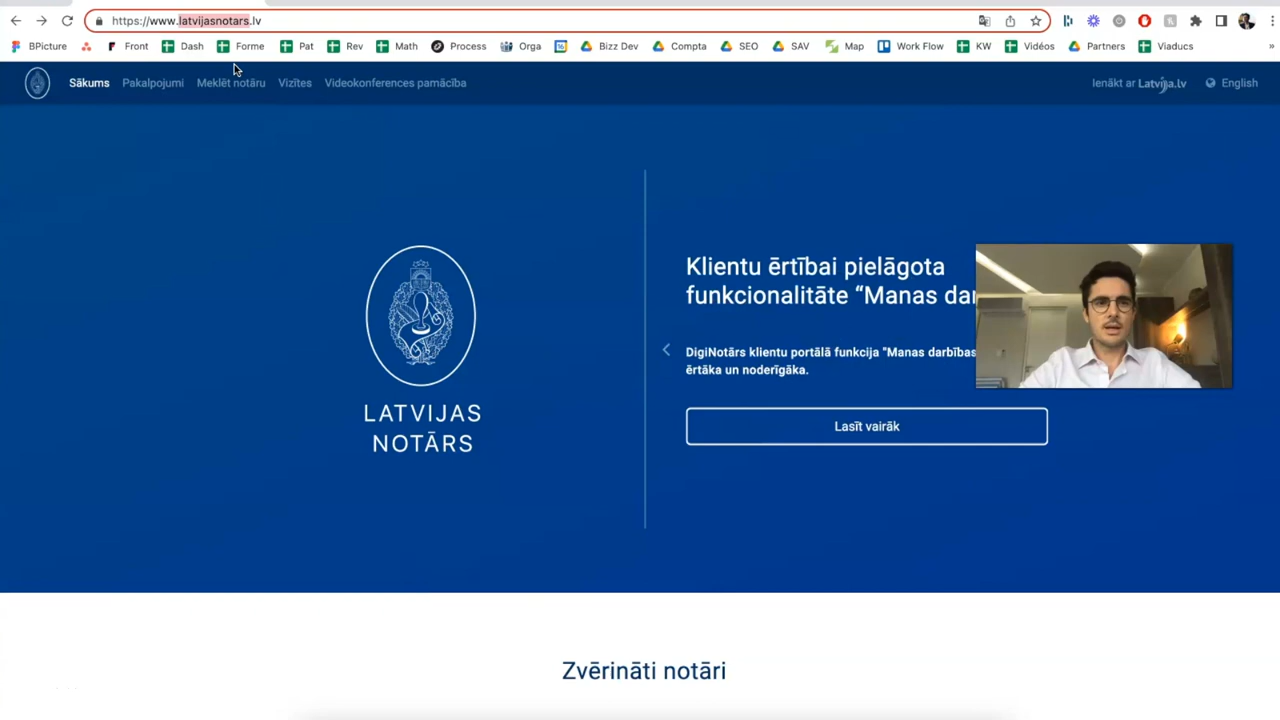 https://www.latvijasnotars.lv
BPicture
Front
Dash
Forme
Pat
Rev
Math
Process
Orga
16
Bizz Dev
Compta
SEO
SAV
Map
Work Flow
KW
Vidéos
Partners
Viaducs
»
Sākums
Pakalpojumi
Meklēt notāru
Vizītes
Videokonferences pamācība
Ienākt ar Latvija.lv
English
LATVIJAS
NOTĀRS
Klientu ērtībai pielāgota
funkcionalitāte “Manas dar
DigiNotārs klientu portālā funkcija "Manas darbības
ērtāka un noderīgāka.
Lasīt vairāk
Zvērināti notāri